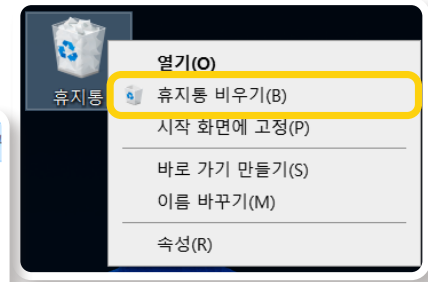 휴지통
열기(O)
휴지통 비우기(B)
시작 화면에 고정(P)
바로 가기 만들기(S)
이름 바꾸기(M)
속성(R)